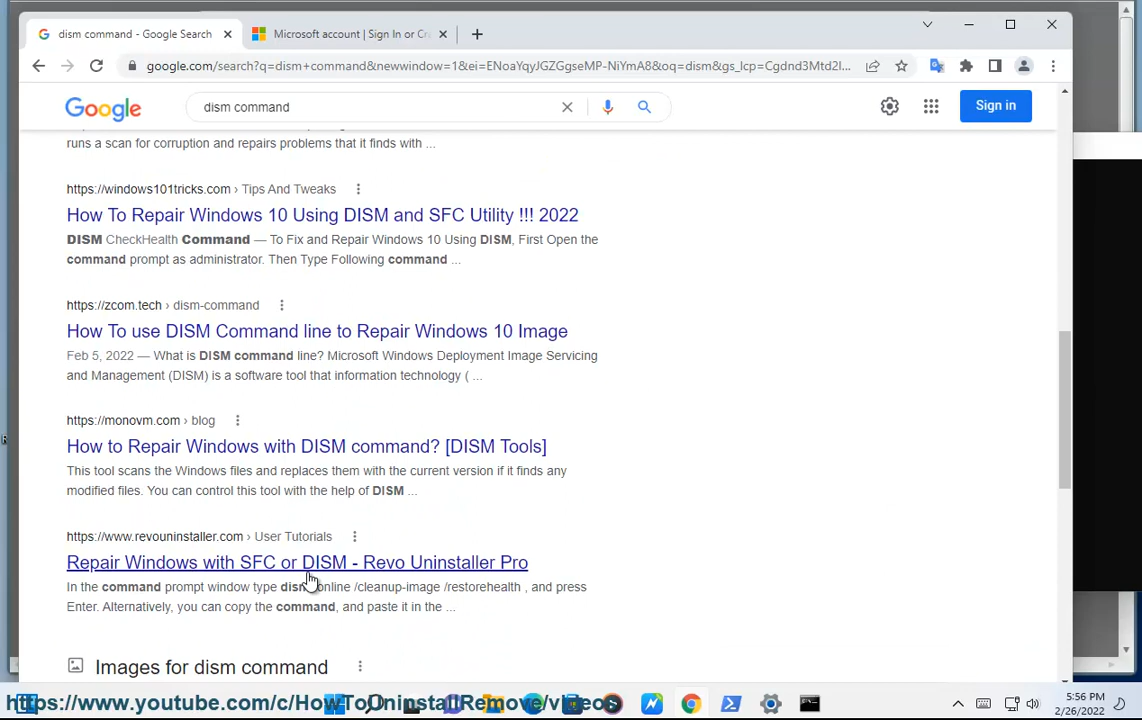 dism command - Google Search
Microsoft account | Sign In or Cr
google.com/search?q=dism+command&newwindow=1&ei=ENoaYqyJGZGgseMP-NiYmA8&oq=dism&gs_lcp=Cgdnd3Mtd2l...
Google
dism command
Sign in
runs a scan for corruption and repairs problems that it finds with ...
https://windows101tricks.com › Tips And Tweaks
How To Repair Windows 10 Using DISM and SFC Utility !!! 2022
DISM CheckHealth Command — To Fix and Repair Windows 10 Using DISM, First Open the
command prompt as administrator. Then Type Following command ...
https://zcom.tech › dism-command
How To use DISM Command line to Repair Windows 10 Image
Feb 5, 2022 — What is DISM command line? Microsoft Windows Deployment Image Servicing
and Management (DISM) is a software tool that information technology ( ...
https://monovm.com › blog
How to Repair Windows with DISM command? [DISM Tools]
This tool scans the Windows files and replaces them with the current version if it finds any
modified files. You can control this tool with the help of DISM ...
https://www.revouninstaller.com › User Tutorials
Repair Windows with SFC or DISM - Revo Uninstaller Pro
In the command prompt window type dism online /cleanup-image /restorehealth , and press
Enter. Alternatively, you can copy the command, and paste it in the ...
Images for dism command
https://www.youtube.com/c/HowToUninstallRemove/videos
5:56 PM
2/26/2022